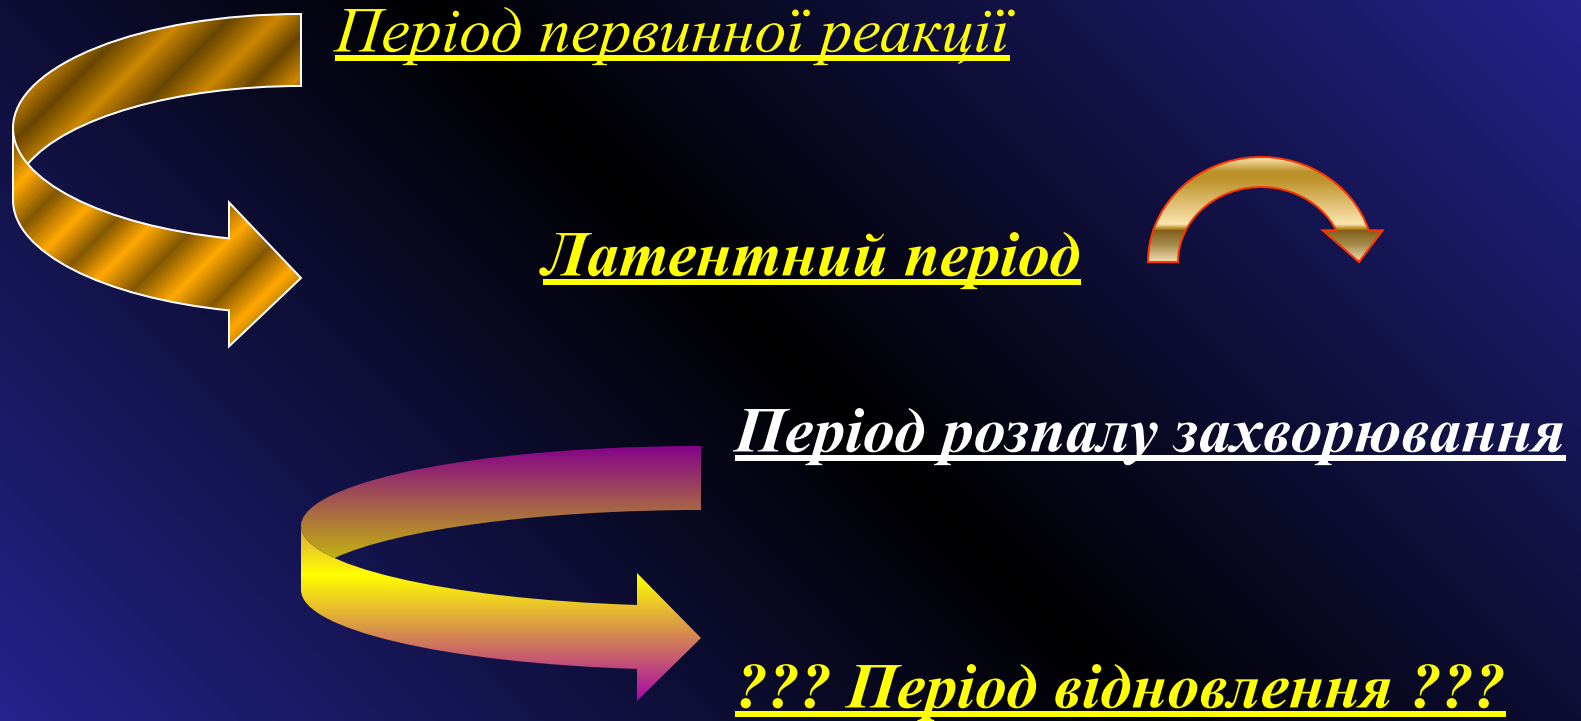 Період первинної реакції
Латентний період
Період розпалу захворювання
??? Період відновлення ???